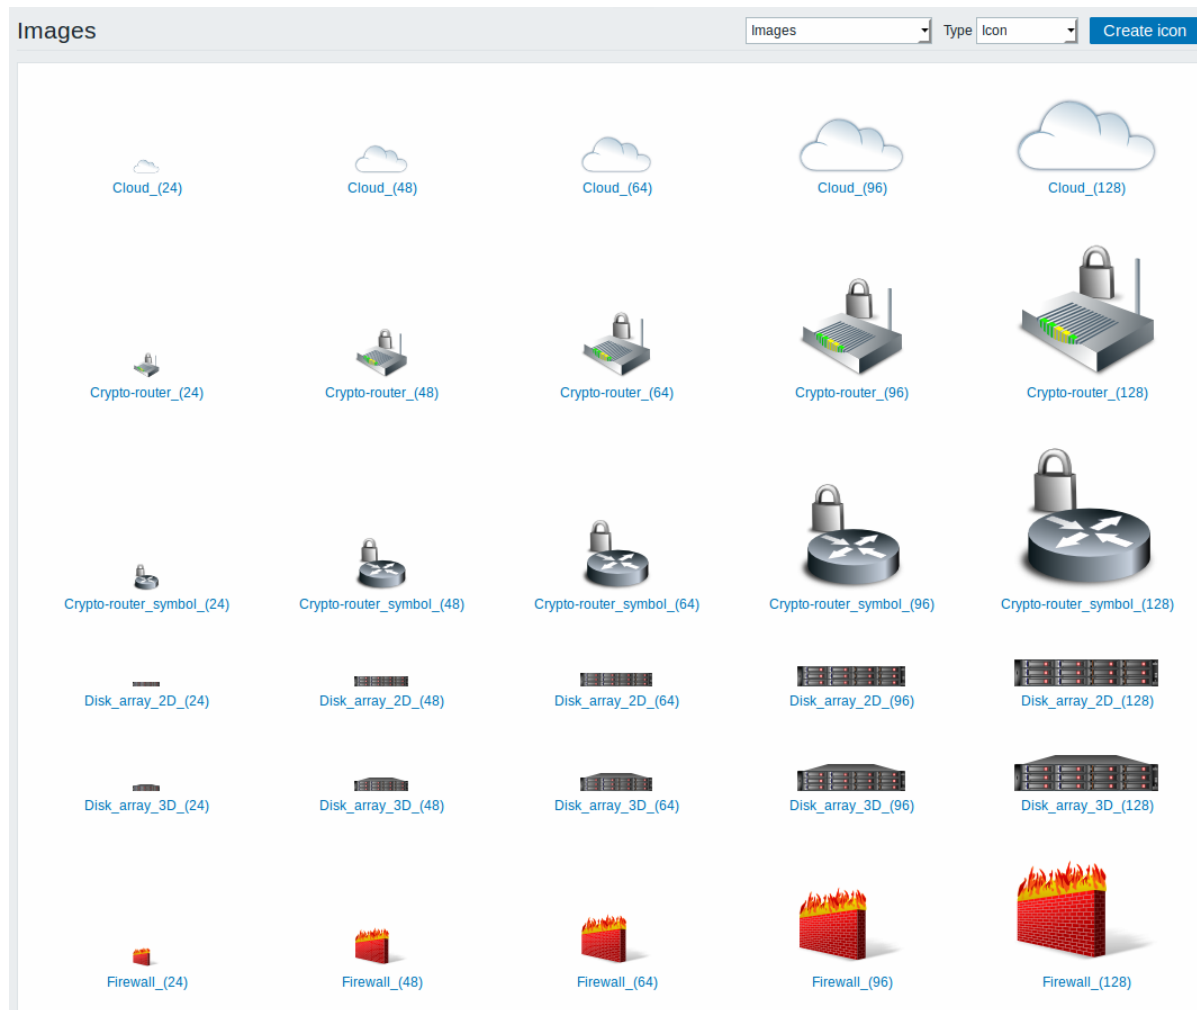 Images
Images Type Icon Create icon
Cloud_(24) Cloud_(48) Cloud_(64) Cloud_(96) Cloud_(128)
Crypto-router_(24) Crypto-router_(48) Crypto-router_(64) Crypto-router_(96) Crypto-router_(128)
Crypto-router_symbol_(24) Crypto-router_symbol_(48) Crypto-router_symbol_(64) Crypto-router_symbol_(96) Crypto-router_symbol_(128)
Disk_array_2D_(24) Disk_array_2D_(48) Disk_array_2D_(64) Disk_array_2D_(96) Disk_array_2D_(128)
Disk_array_3D_(24) Disk_array_3D_(48) Disk_array_3D_(64) Disk_array_3D_(96) Disk_array_3D_(128)
Firewall_(24) Firewall_(48) Firewall_(64) Firewall_(96) Firewall_(128)